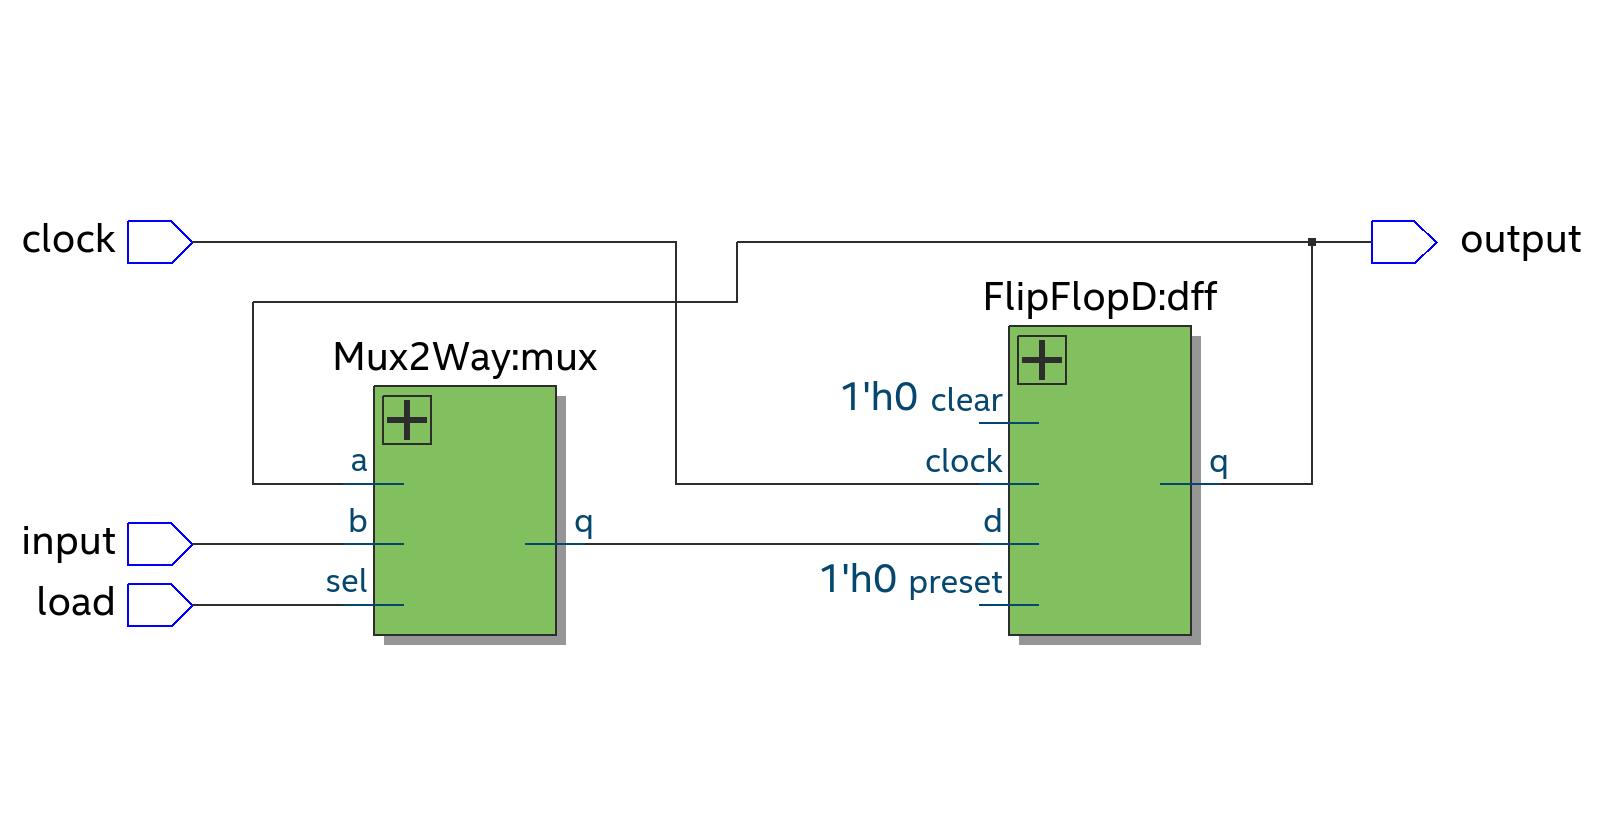 clock
output
FlipFlopD:dff
Mux2Way:mux
1'h0 clear
a
clock
q
b
q
d
input
sel
1'h0 preset
load